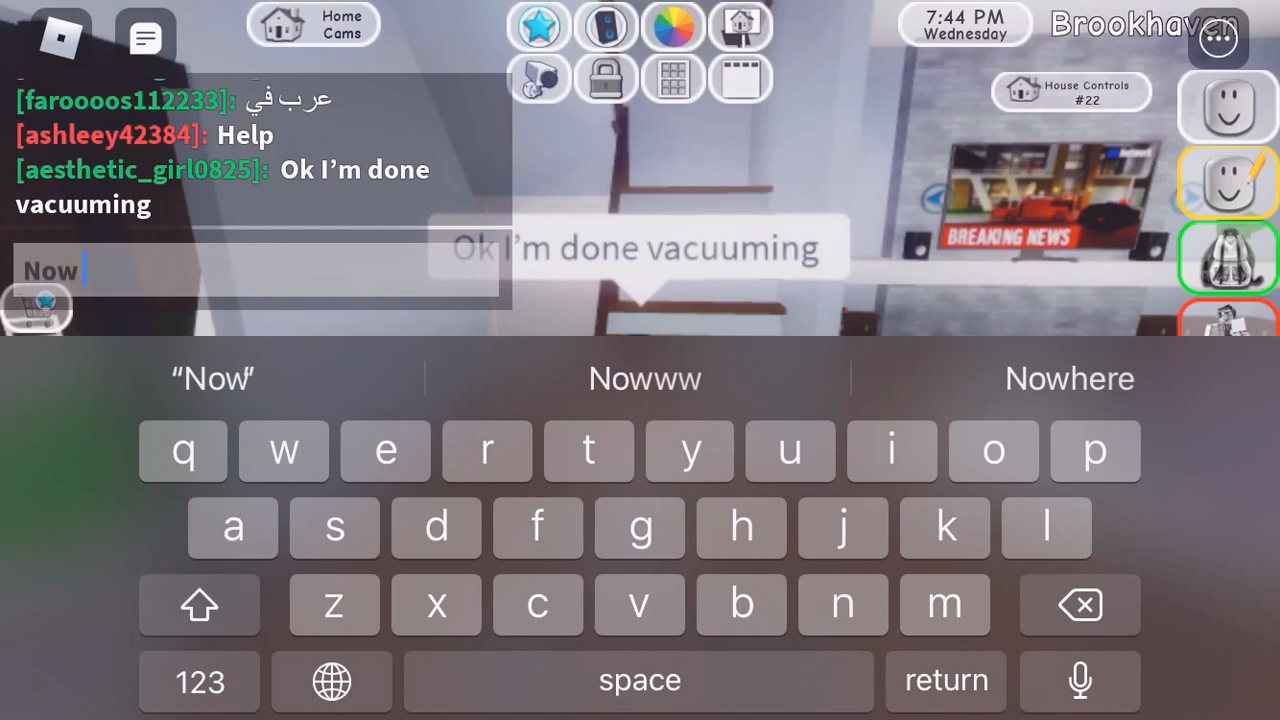 Home
Cams
7:44 PM
Wednesday
Brookhaven
House Controls
#22
[faroooos112233]: عرب في
[ashleey42384]: Help
[aesthetic_girl0825]: Ok I’m done
vacuuming
Ok I’m done vacuuming
BREAKING NEWS
Now
“Now” Nowww Nowhere
q w e r t y u i o p
a s d f g h j k l
z x c v b n m
123 space return